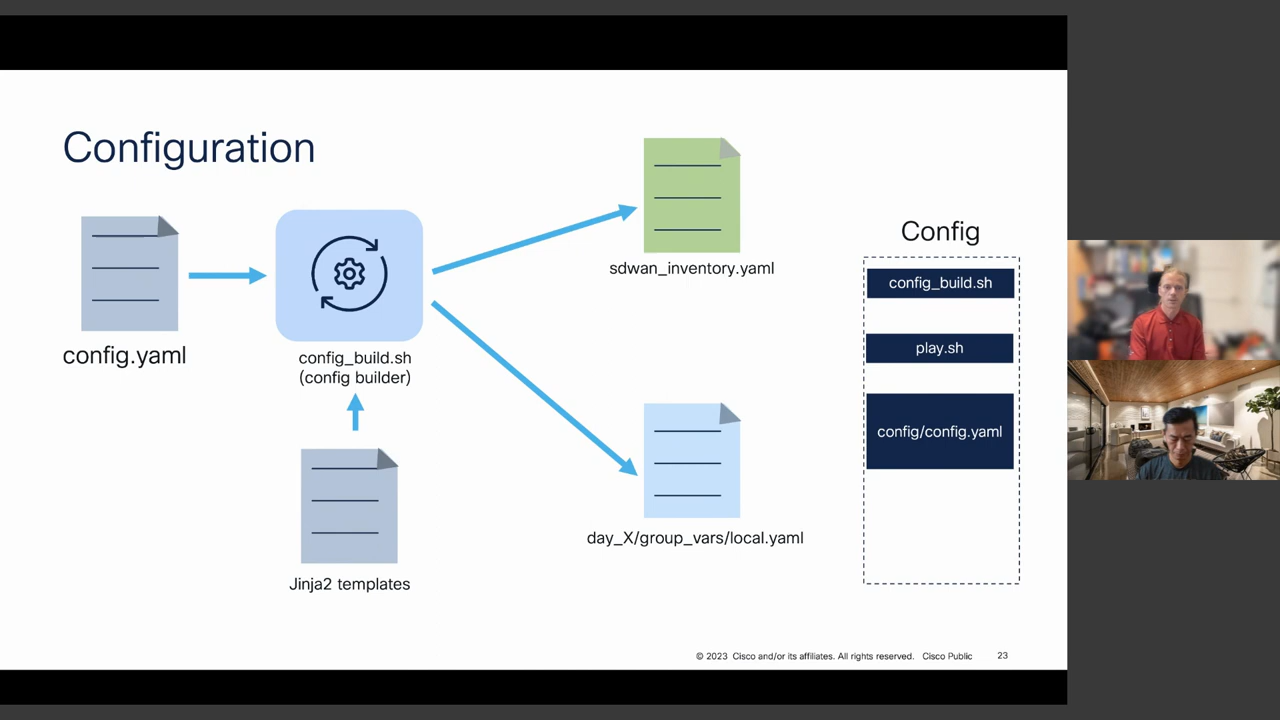 Configuration
config.yaml
config_build.sh
(config builder)
Jinja2 templates
sdwan_inventory.yaml
day_X/group_vars/local.yaml
Config
config_build.sh
play.sh
config/config.yaml
© 2023 Cisco and/or its affiliates. All rights reserved. Cisco Public 23